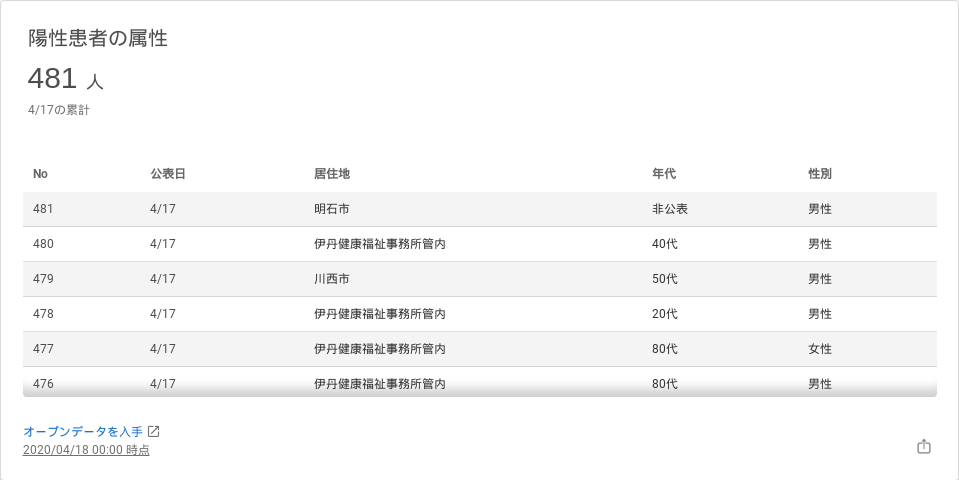 陽性患者の属性
481 人
4/17の累計
No 公表日 居住地 年代 性別
481 4/17 明石市 非公表 男性
480 4/17 伊丹健康福祉事務所管内 40代 男性
479 4/17 川西市 50代 男性
478 4/17 伊丹健康福祉事務所管内 20代 男性
477 4/17 伊丹健康福祉事務所管内 80代 女性
476 4/17 伊丹健康福祉事務所管内 80代 男性
オープンデータを入手
2020/04/18 00:00 時点